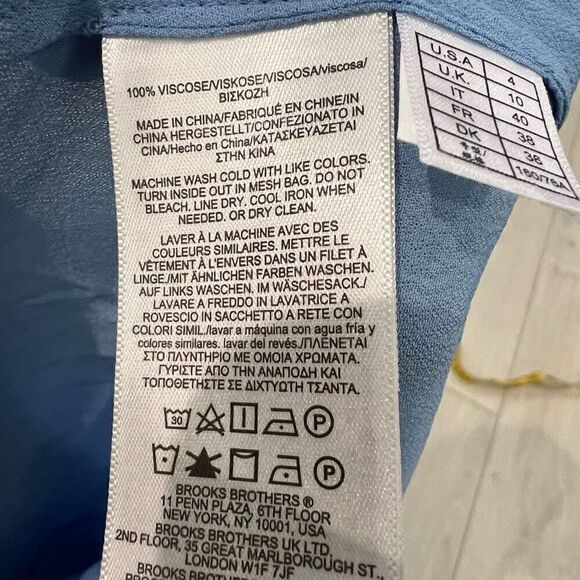 100% VISCOSE/VISKOSE/VISCOSA/viscosa/
ΒΙΣΚΟΖΗ
MADE IN CHINA/FABRIQUÉ EN CHINE/IN
CHINA HERGESTELLT/CONFEZIONATO IN
CINA/Hecho en China/ΚΑΤΑΣΚΕΥΑΖΕΤΑΙ
ΣΤΗΝ ΚΙΝΑ
MACHINE WASH COLD WITH LIKE COLORS.
TURN INSIDE OUT IN MESH BAG. DO NOT
BLEACH. LINE DRY. COOL IRON WHEN
NEEDED. OR DRY CLEAN.
LAVER À LA MACHINE AVEC DES
COULEURS SIMILAIRES. METTRE LE
VÊTEMENT À L'ENVERS DANS UN FILET À
LINGE./MIT ÄHNLICHEN FARBEN WASCHEN.
AUF LINKS WASCHEN. IM WÄSCHESACK./
LAVARE A FREDDO IN LAVATRICE A
ROVESCIO IN SACCHETTO A RETE CON
COLORI SIMIL./lavar a máquina con agua fría y
colores similares. lavar del revés./ΠΛΕΝΕΤΑΙ
ΣΤΟ ΠΛΥΝΤΗΡΙΟ ΜΕ ΟΜΟΙΑ ΧΡΩΜΑΤΑ.
ΓΥΡΙΣΤΕ ΑΠΟ ΤΗΝ ΑΝΑΠΟΔΗ ΚΑΙ
ΤΟΠΟΘΕΤΗΣΤΕ ΣΕ ΔΙΧΤΥΩΤΗ ΤΣΑΝΤΑ.
30 P
P
BROOKS BROTHERS ®
11 PENN PLAZA, 6TH FLOOR
NEW YORK, NY 10001, USA
BROOKS BROTHERS UK LTD.
2ND FLOOR, 35 GREAT MARLBOROUGH ST.,
LONDON W1F 7JF
BROOKS BROTHERS
U.S.A 4
U.K. 10
IT 40
FR 38
DK 36
160/76A